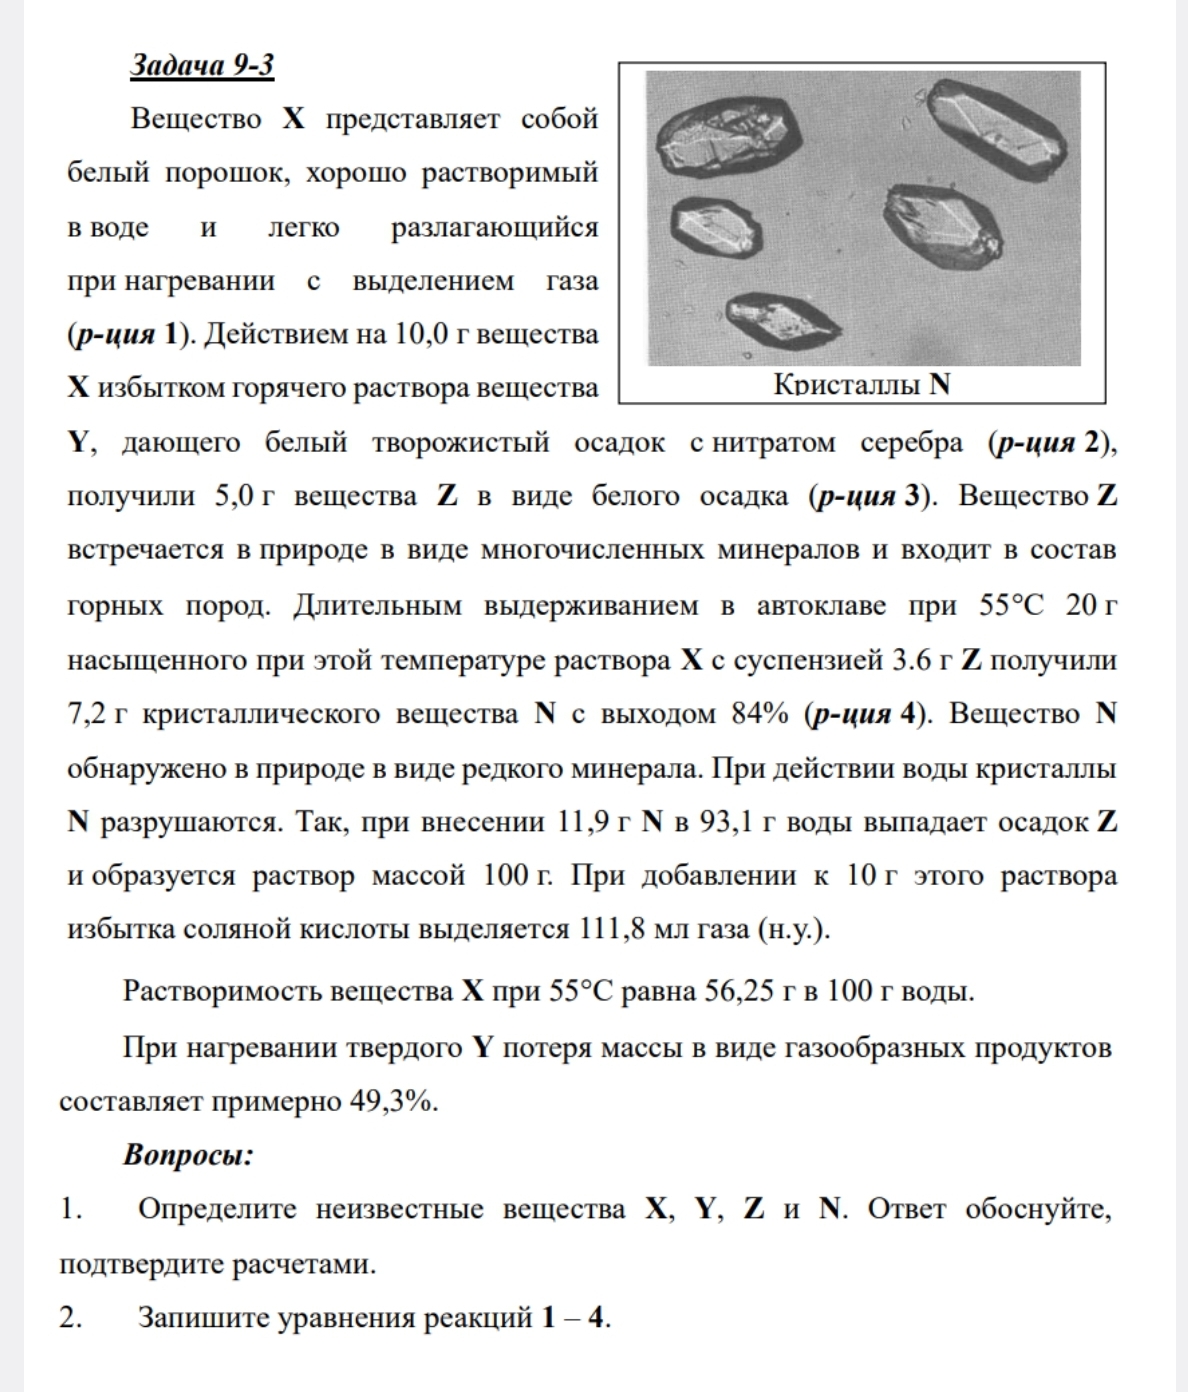 Задача 9-3
Вещество X представляет собой
белый порошок, хорошо растворимый
в воде и легко разлагающийся
при нагревании с выделением газа
(р-ция 1). Действием на 10,0 г вещества
X избытком горячего раствора вещества
Кристаллы N
Y, дающего белый творожистый осадок с нитратом серебра (р-ция 2),
получили 5,0 г вещества Z в виде белого осадка (р-ция 3). Вещество Z
встречается в природе в виде многочисленных минералов и входит в состав
горных пород. Длительным выдерживанием в автоклаве при 55°C 20 г
насыщенного при этой температуре раствора X с суспензией 3.6 г Z получили
7,2 г кристаллического вещества N с выходом 84% (р-ция 4). Вещество N
обнаружено в природе в виде редкого минерала. При действии воды кристаллы
N разрушаются. Так, при внесении 11,9 г N в 93,1 г воды выпадает осадок Z
и образуется раствор массой 100 г. При добавлении к 10 г этого раствора
избытка соляной кислоты выделяется 111,8 мл газа (н.у.).
Растворимость вещества X при 55°C равна 56,25 г в 100 г воды.
При нагревании твердого Y потеря массы в виде газообразных продуктов
составляет примерно 49,3%.
Вопросы:
1. Определите неизвестные вещества X, Y, Z и N. Ответ обоснуйте,
подтвердите расчетами.
2. Запишите уравнения реакций 1 – 4.